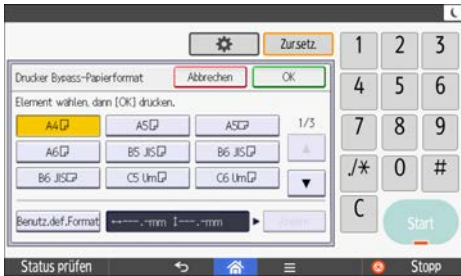 Zursetz.
1 2 3
Drucker Bypass-Papierformat Abbrechen OK
4 5 6
Element wählen, dann [OK] drucken.
A4 A5 A5 1/3
7 8 9
A6 B5 JIS B6 JIS
./* 0 #
B6 JIS C5 Um C6 Um
C
Benutz.def.Format ↔---.-mm I---.-mm
Start
Status prüfen Stopp